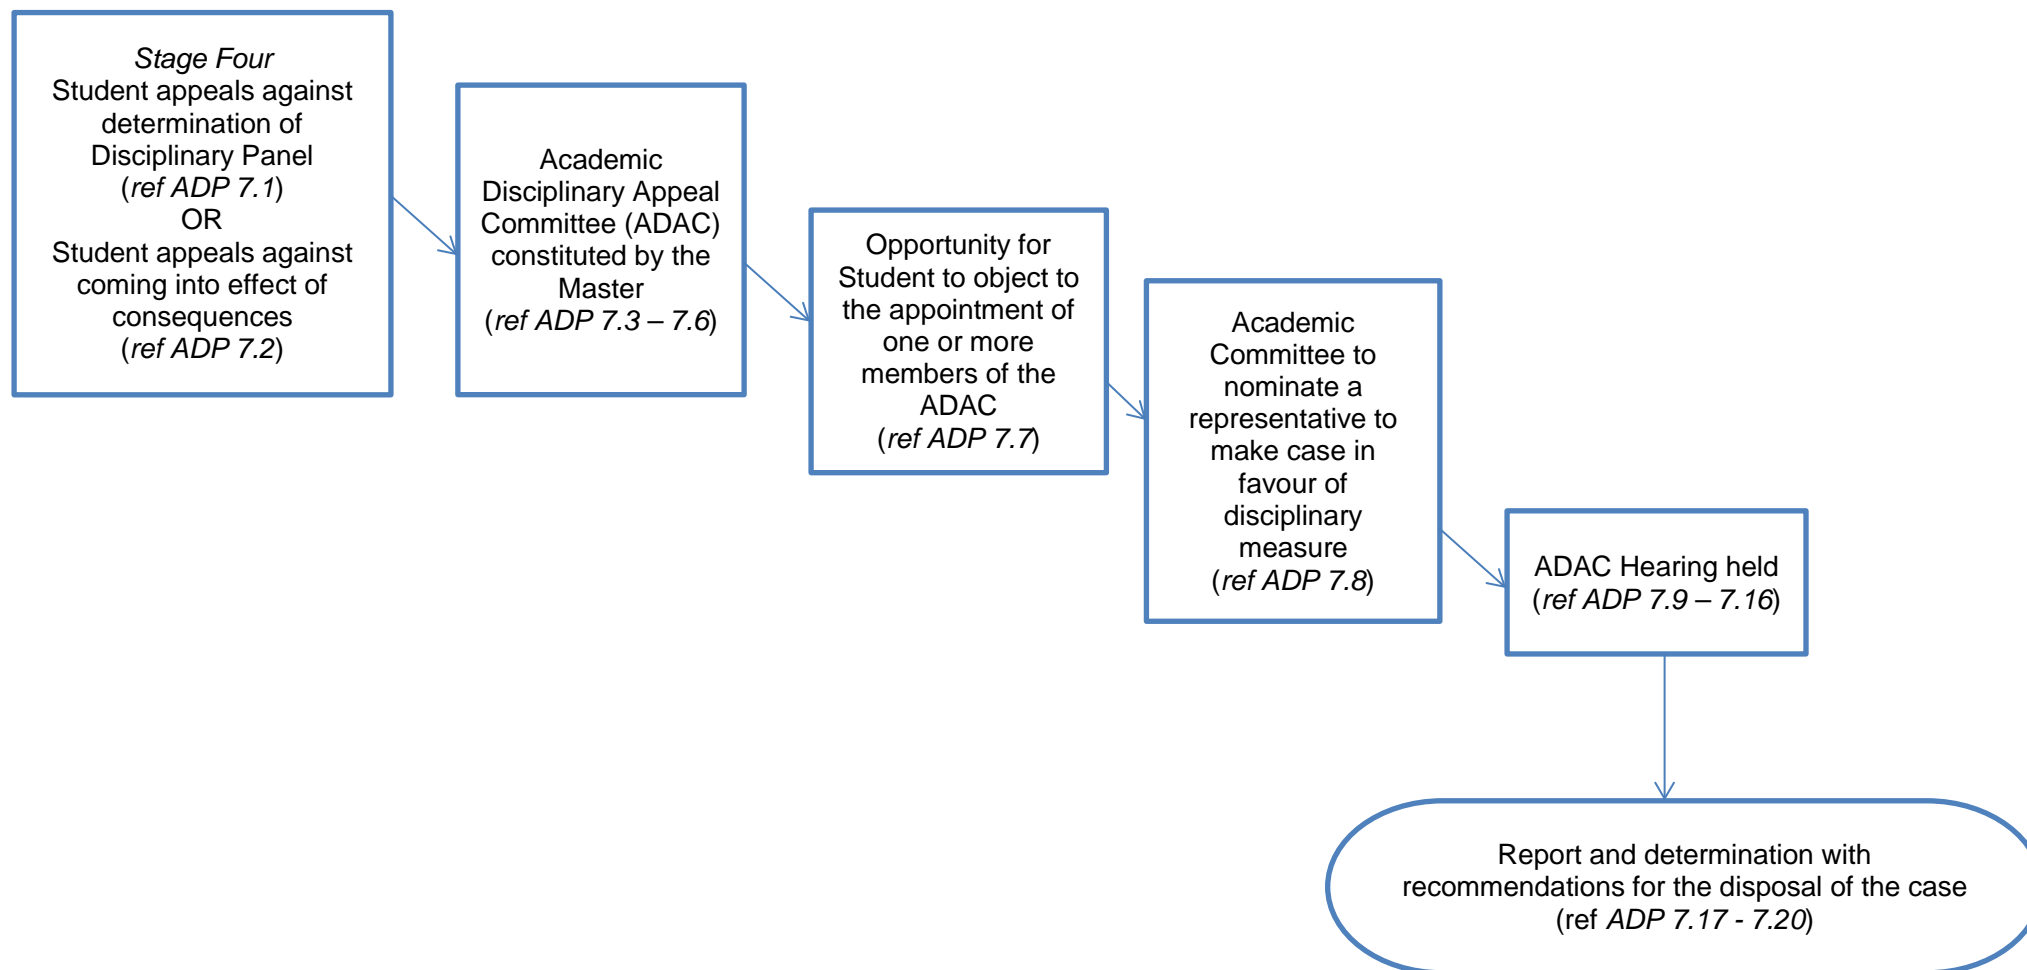 Stage Four
Student appeals against
determination of
Disciplinary Panel
(ref ADP 7.1)
OR
Student appeals against
coming into effect of
consequences
(ref ADP 7.2)
Academic
Disciplinary Appeal
Committee (ADAC)
constituted by the
Master
(ref ADP 7.3 – 7.6)
Opportunity for
Student to object to
the appointment of
one or more
members of the
ADAC
(ref ADP 7.7)
Academic
Committee to
nominate a
representative to
make case in
favour of
disciplinary
measure
(ref ADP 7.8)
ADAC Hearing held
(ref ADP 7.9 – 7.16)
Report and determination with
recommendations for the disposal of the case
(ref ADP 7.17 - 7.20)